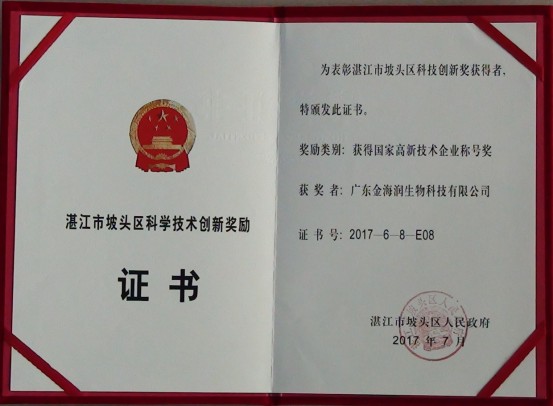 湛江市坡头区科学技术创新奖励
证书
为表彰湛江市坡头区科技创新奖获得者，
特颁发此证书。
奖励类别：获得国家高新技术企业称号奖
获奖者：广东金海润生物科技有限公司
证书号：2017-6-8-E08
湛江市坡头区人民政府
2017年7月